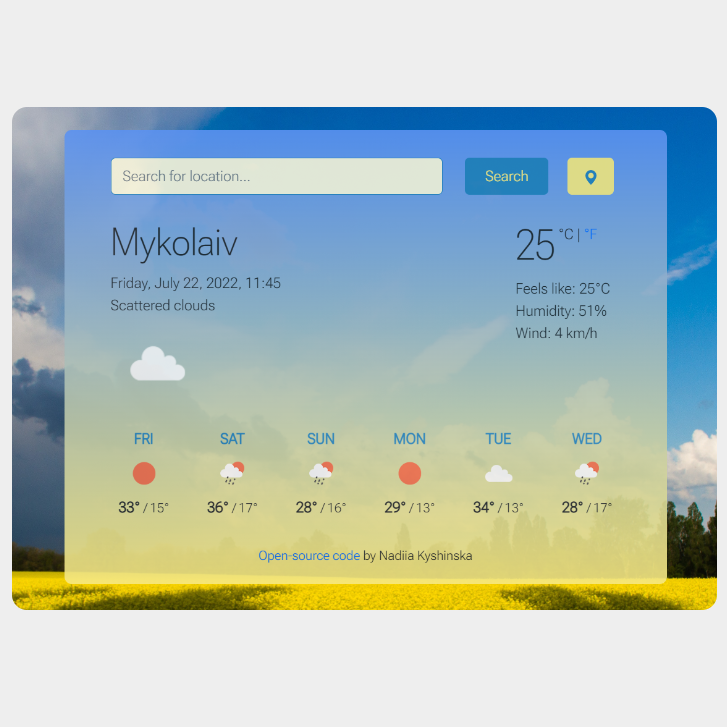 Search for location...
Search
Mykolaiv
25 °C | °F
Friday, July 22, 2022, 11:45
Scattered clouds
Feels like: 25°C
Humidity: 51%
Wind: 4 km/h
FRI SAT SUN MON TUE WED
33° / 15° 36° / 17° 28° / 16° 29° / 13° 34° / 13° 28° / 17°
Open-source code by Nadiia Kyshinska